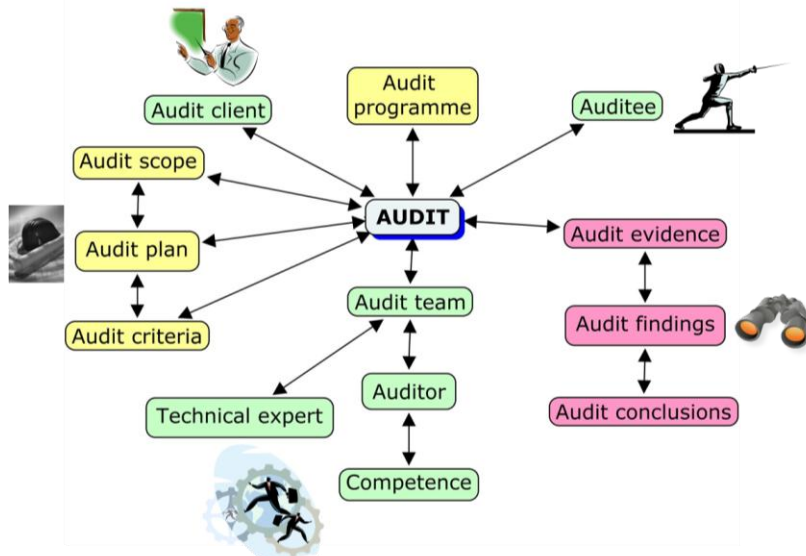 Audit client
Audit
programme
Auditee
Audit scope
AUDIT
Audit plan
Audit evidence
Audit team
Audit findings
Audit criteria
Auditor
Technical expert
Audit conclusions
Competence